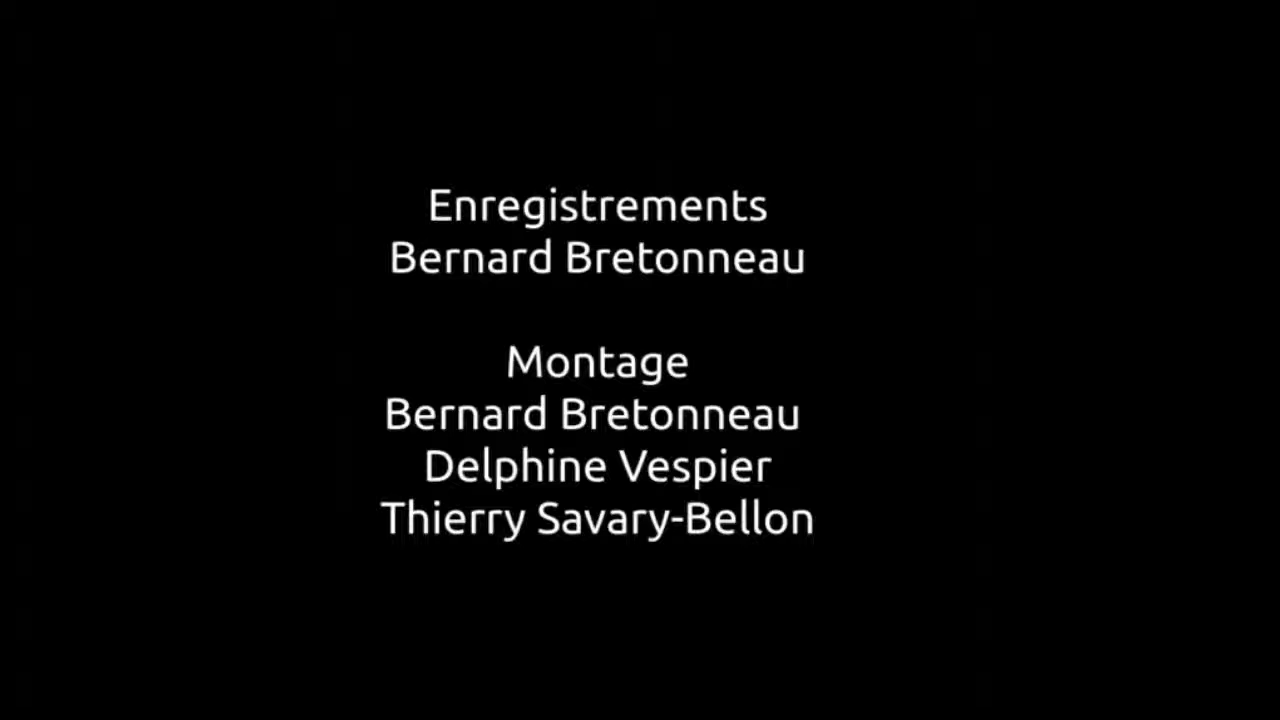 Enregistrements
Bernard Bretonneau
Montage
Bernard Bretonneau
Delphine Vespier
Thierry Savary-Bellon